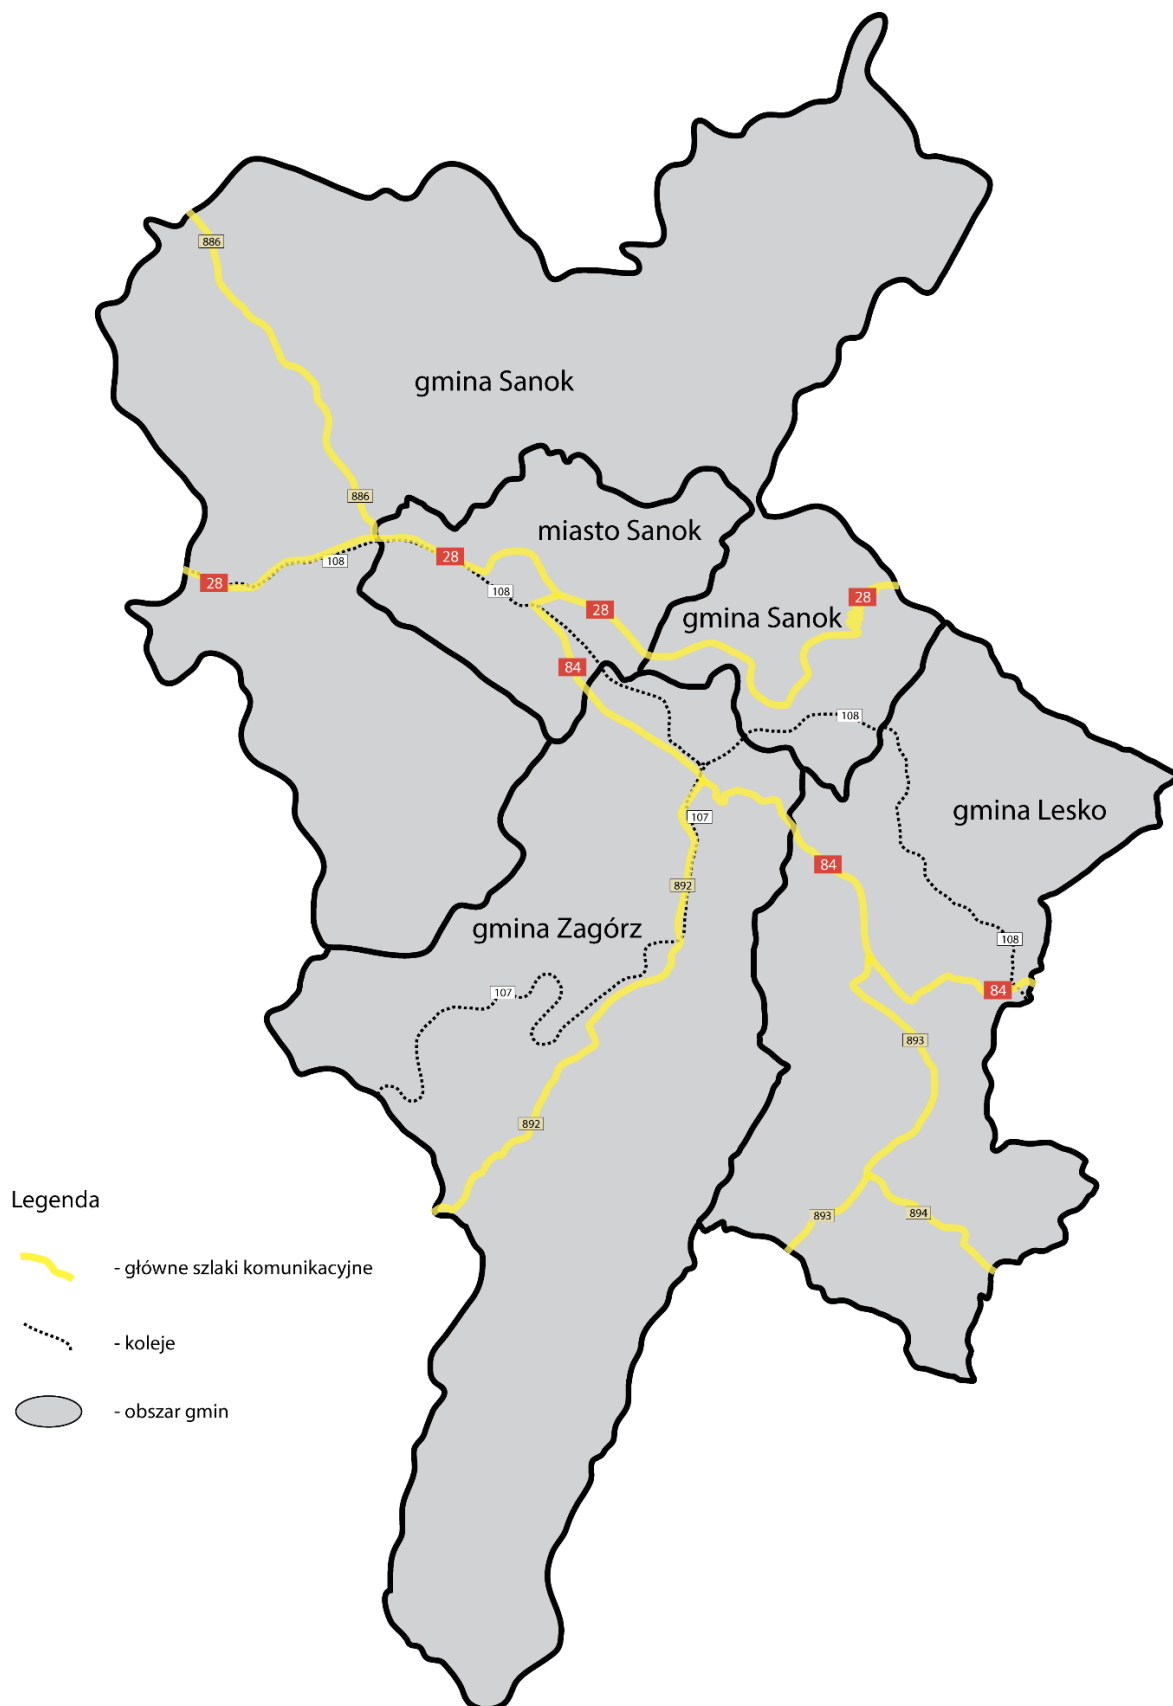 886
gmina Sanok
886
miasto Sanok
28
108
28
108
28
28
gmina Sanok
84
108
gmina Lesko
107
84
892
gmina Zagórz
108
107
84
893
892
Legenda
893
894
- główne szlaki komunikacyjne
- koleje
- obszar gmin